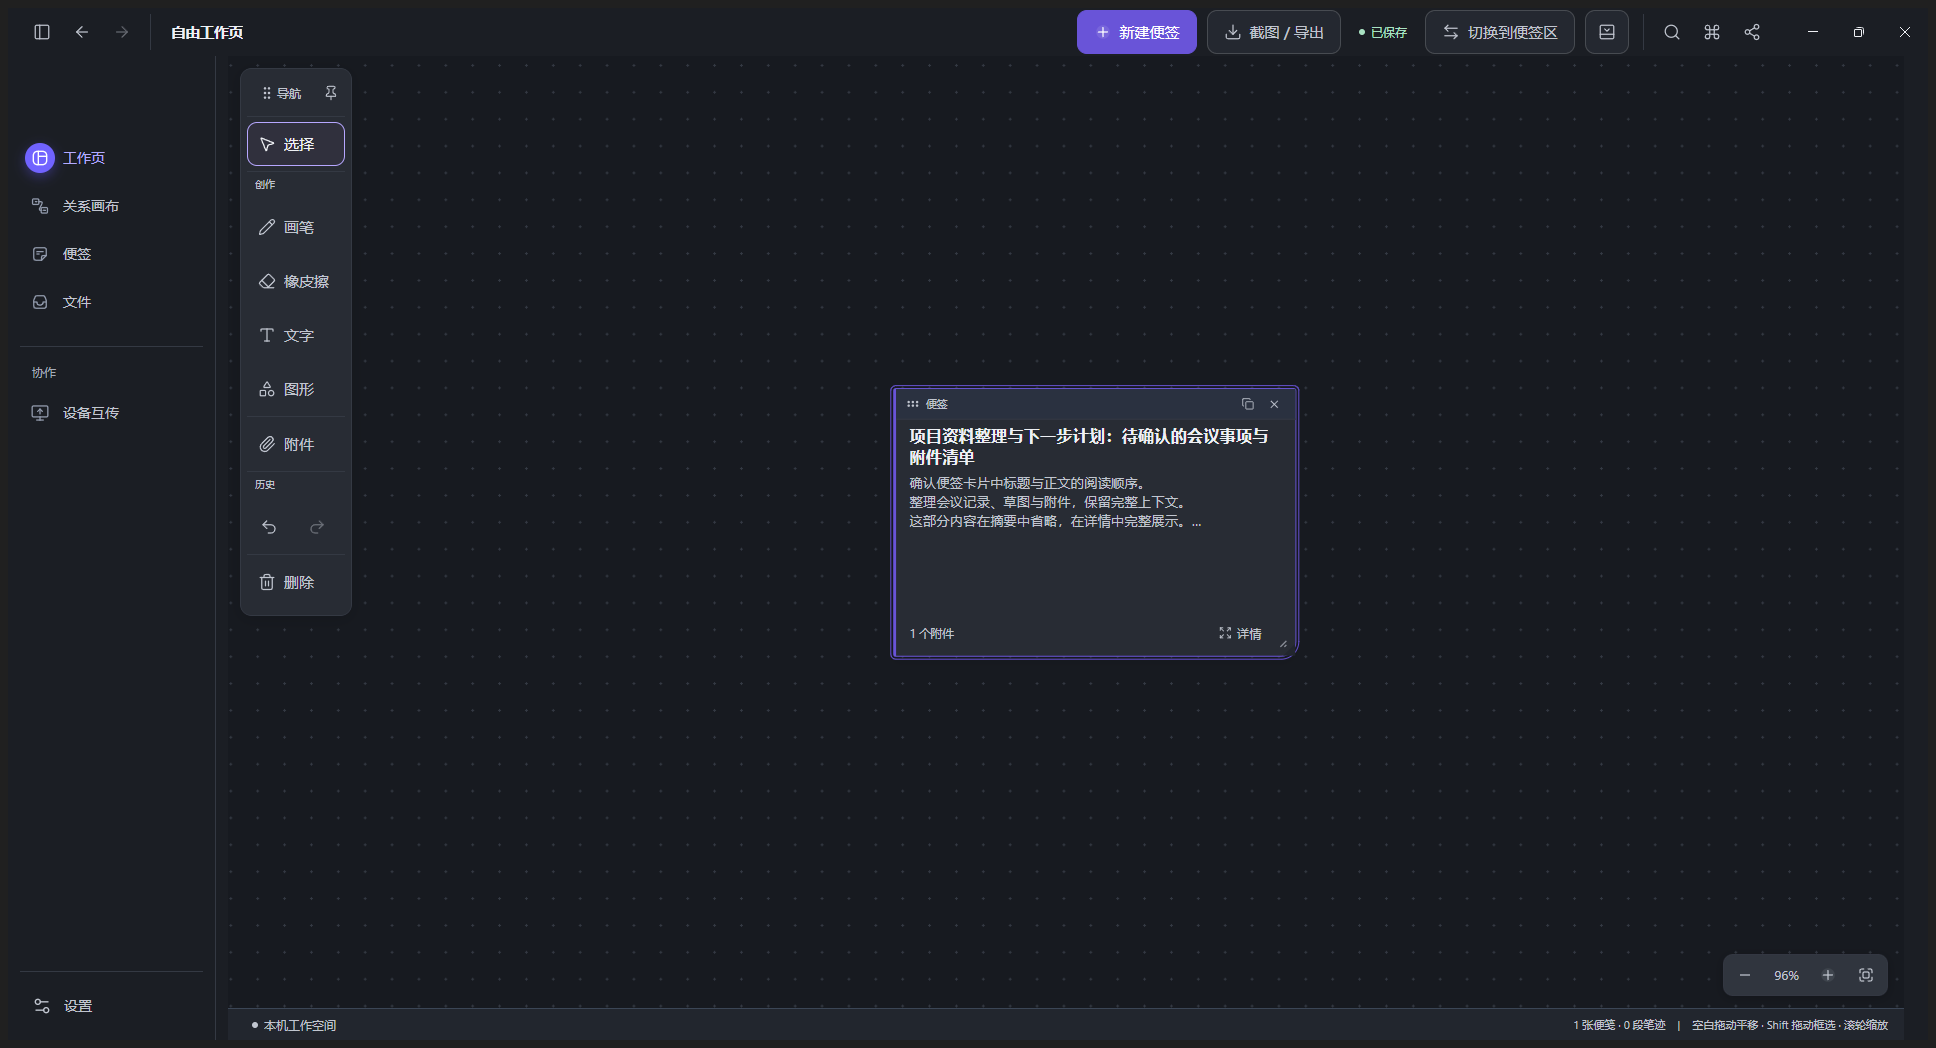 自由工作页
新建便签
截图 / 导出
已保存
切换到便签区
工作页
关系画布
便签
文件
协作
设备互传
设置
导航
选择
创作
画笔
橡皮擦
文字
图形
附件
历史
删除
便签
项目资料整理与下一步计划：待确认的会议事项与
附件清单
确认便签卡片中标题与正文的阅读顺序。
整理会议记录、草图与附件，保留完整上下文。
这部分内容在摘要中省略，在详情中完整展示。...
1 个附件
详情
96%
本机工作空间
1 张便笺 · 0 段笔迹 | 空白拖动平移 · Shift 拖动框选 · 滚轮缩放